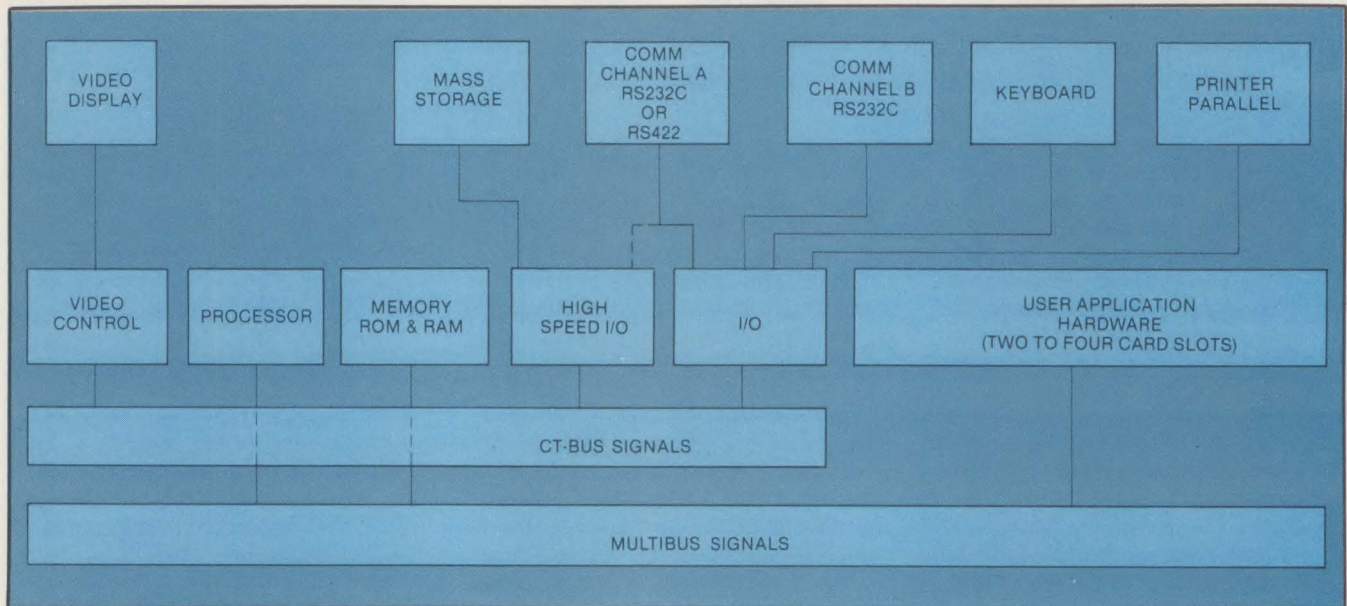 VIDEO
DISPLAY
MASS
STORAGE
COMM
CHANNEL A
RS232C
OR
RS422
COMM
CHANNEL B
RS232C
KEYBOARD
PRINTER
PARALLEL
VIDEO
CONTROL
PROCESSOR
MEMORY
ROM & RAM
HIGH
SPEED I/O
I/O
USER APPLICATION
HARDWARE
(TWO TO FOUR CARD SLOTS)
CT-BUS SIGNALS
MULTIBUS SIGNALS